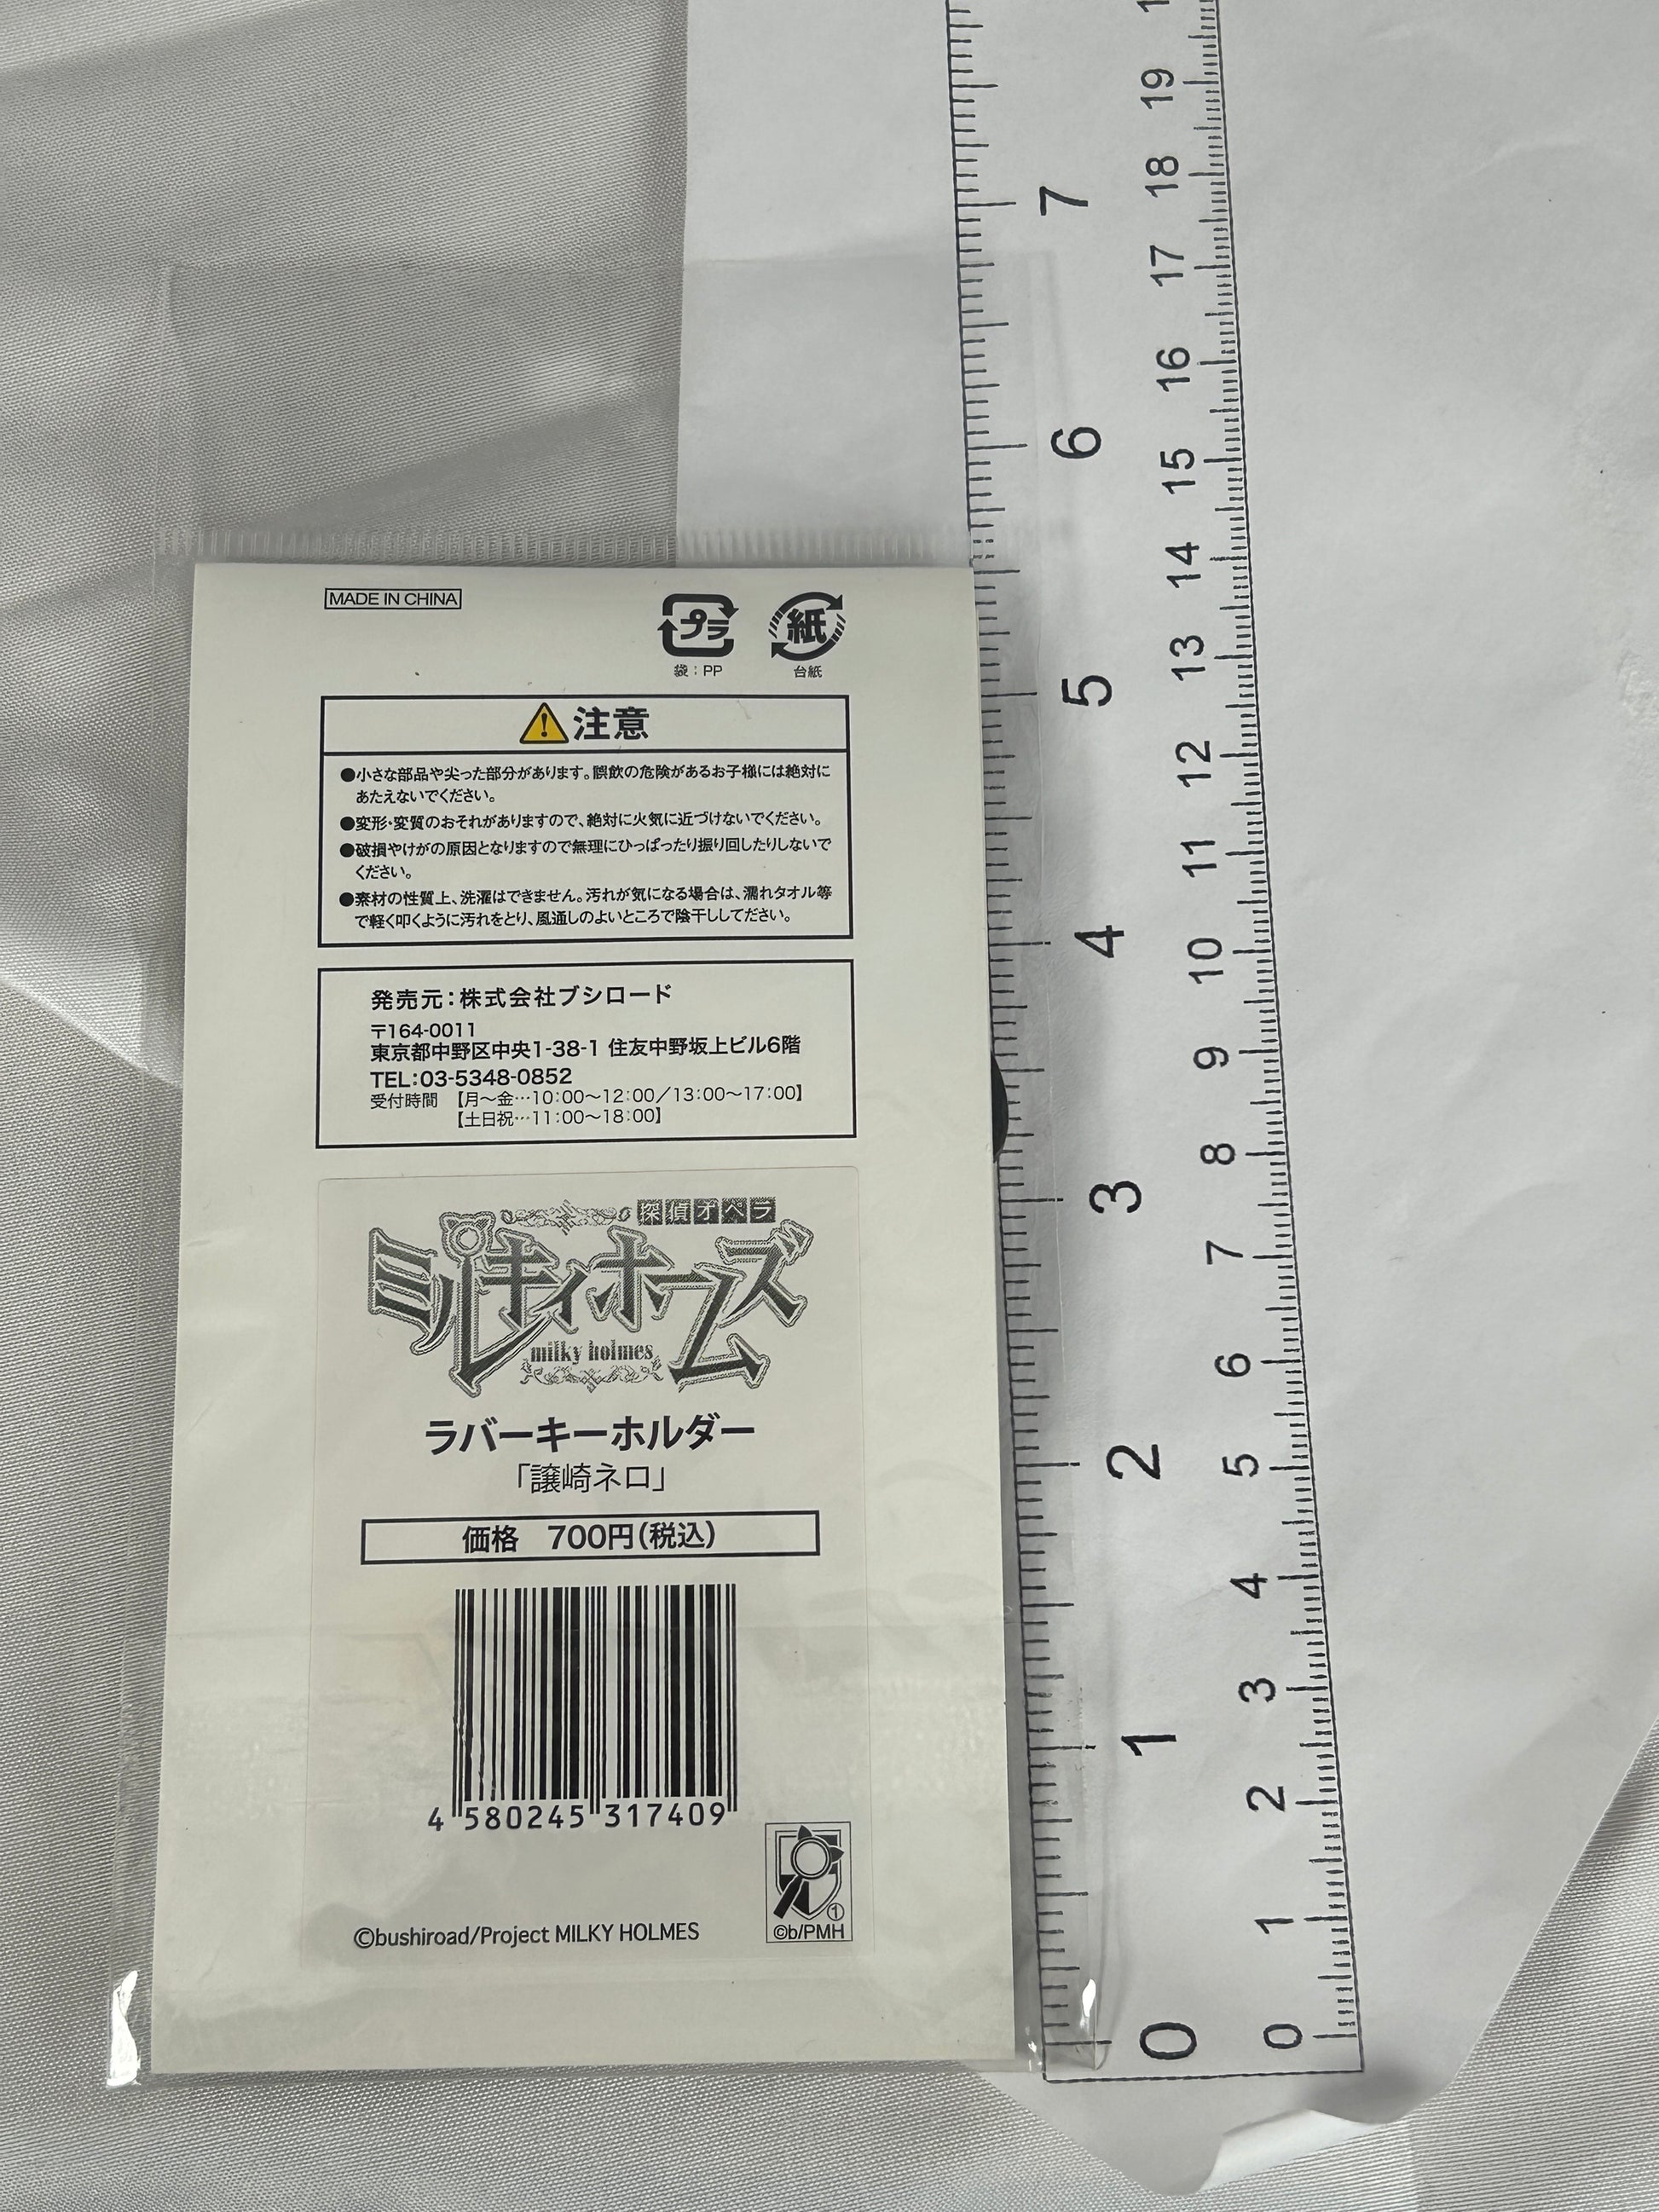 MADE IN CHINA
プラ
紙
袋：PP
台紙
注意
●小さな部品や尖った部分があります。誤飲の危険があるお子様には絶対に
あたえないでください。
●変形・変質のおそれがありますので、絶対に火気に近づけないでください。
●破損やけがの原因となりますので無理にひっぱったり振り回したりしないで
ください。
●素材の性質上、洗濯はできません。汚れが気になる場合は、濡れタオル等
で軽く叩くように汚れをとり、風通しのよいところで陰干ししてださい。
発売元：株式会社ブシロード
〒164-0011
東京都中野区中央1-38-1 住友中野坂上ビル6階
TEL：03-5348-0852
受付時間 【月〜金…10：00〜12：00／13：00〜17：00】
【土日祝…11：00〜18：00】
探偵オペラ
ミルキィホームズ
milky holmes
ラバーキーホルダー
「譲崎ネロ」
価格 700円（税込）
4 580245 317409
①
©b/PMH
©bushiroad/Project MILKY HOLMES
7
6
5
4
3
2
1
0
19
18
17
16
15
14
13
12
11
10
9
8
7
6
5
4
3
2
1
0